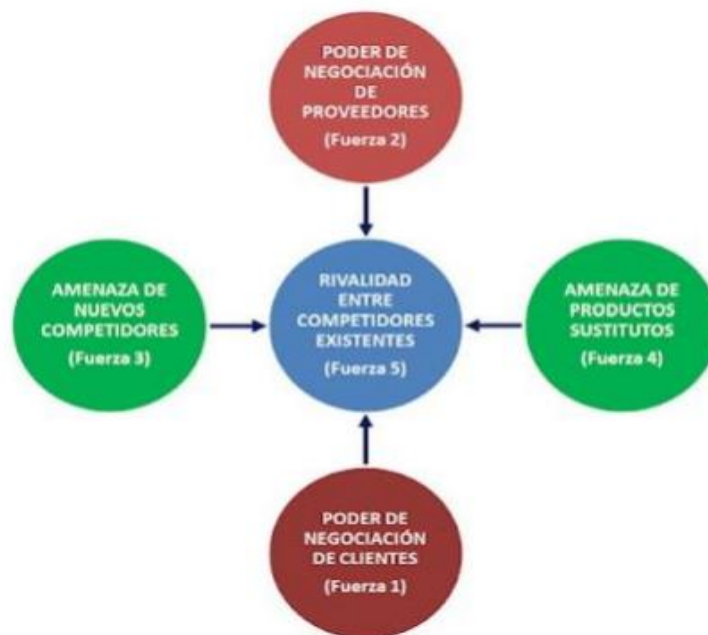 PODER DE
NEGOCIACIÓN
DE
PROVEEDORES
(Fuerza 2)
AMENAZA DE
NUEVOS
COMPETIDORES
(Fuerza 3)
RIVALIDAD
ENTRE
COMPETIDORES
EXISTENTES
(Fuerza 5)
AMENAZA DE
PRODUCTOS
SUSTITUTOS
(Fuerza 4)
PODER DE
NEGOCIACIÓN
DE CLIENTES
(Fuerza 1)